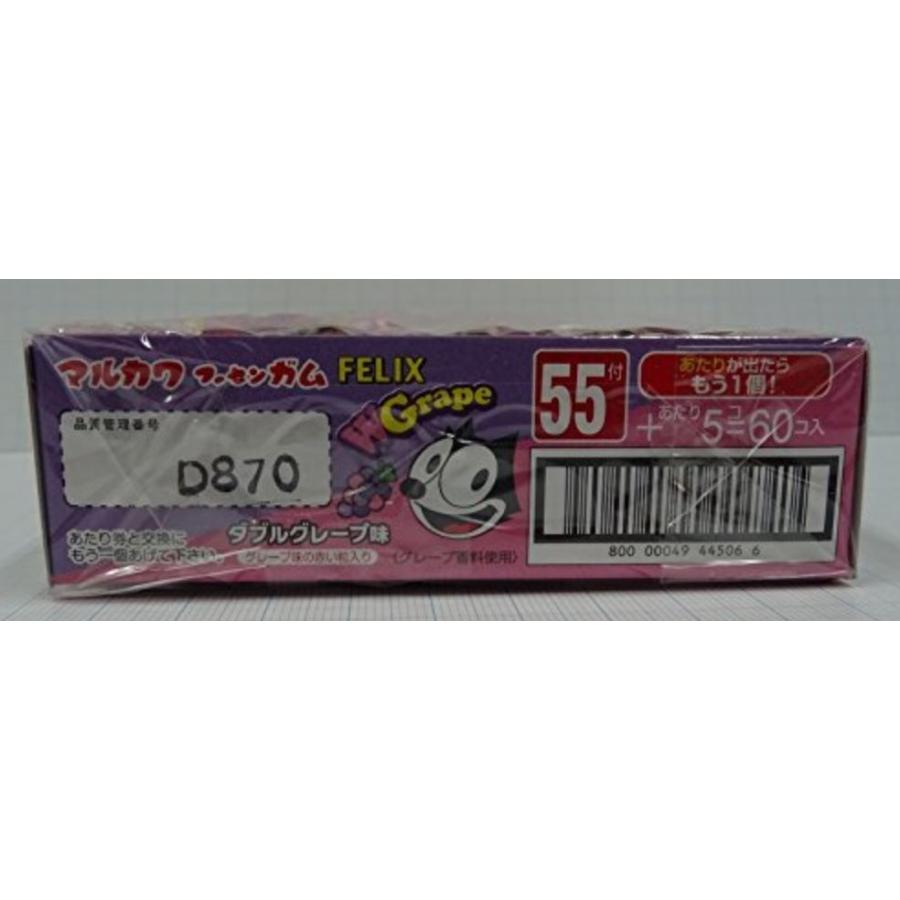 マルカワ フーセンガム FELIX
W Grape
品質管理番号
D870
あたり券と交換に
もう一個あげて下さい。
ダブルグレープ味
グレープ味の赤い粒入り
(グレープ香料使用)
55付
あたりが出たら
もう1個!
+あたり5コ=60コ入
800 00049 44506 6